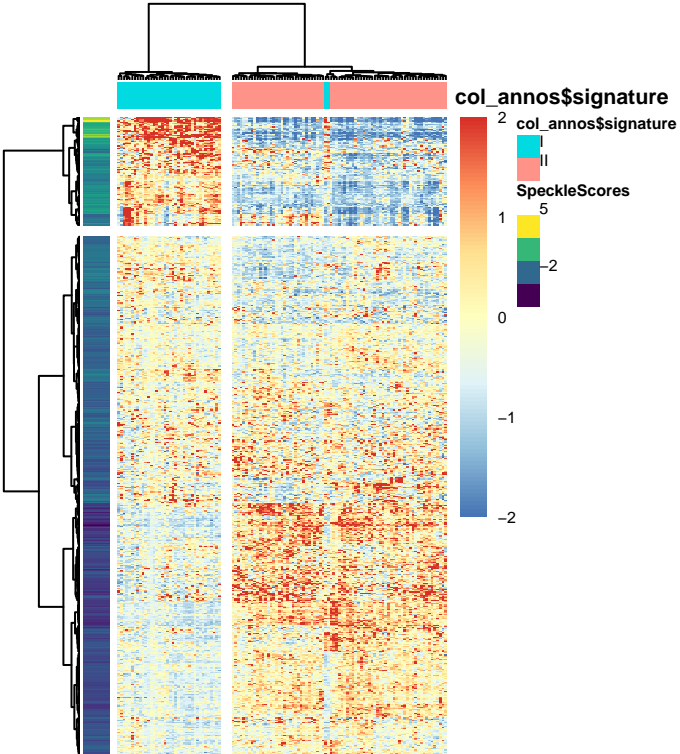 col_annos$signature
2
1
0
−1
−2
col_annos$signature
I
II
SpeckleScores
5
−2